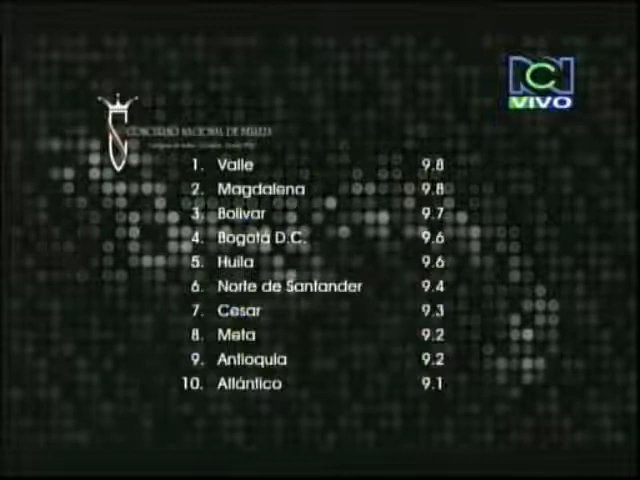 RCN
VIVO
CONCURSO NACIONAL DE BELLEZA
1. Valle 9.8
2. Magdalena 9.8
3. Bolívar 9.7
4. Bogotá D.C. 9.6
5. Huila 9.6
6. Norte de Santander 9.4
7. Cesar 9.3
8. Meta 9.2
9. Antioquia 9.2
10. Atlántico 9.1